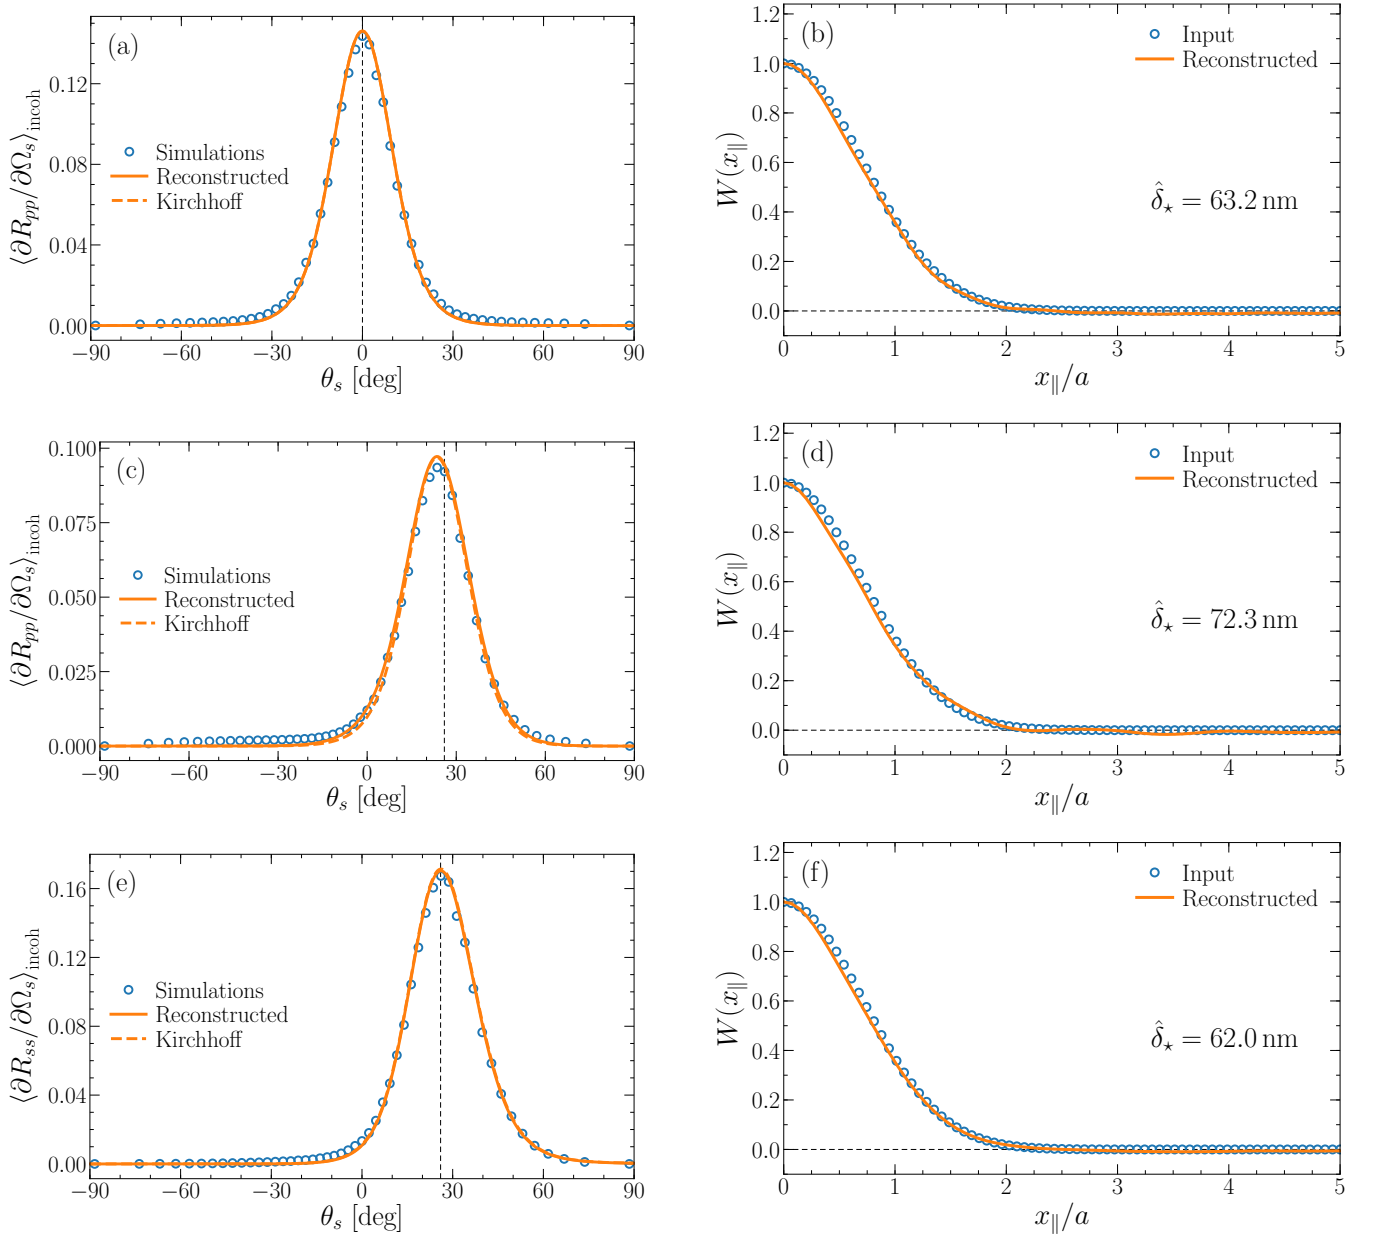 (a)
⟨∂R_pp/∂Ω_s⟩_incoh
0.12
0.08
0.04
0.00
Simulations
Reconstructed
Kirchhoff
−90 −60 −30 0 30 60 90
θ_s [deg]
(b)
W(x_∥)
1.2
1.0
0.8
0.6
0.4
0.2
0.0
Input
Reconstructed
δ̂_⋆ = 63.2 nm
0 1 2 3 4 5
x_∥/a
(c)
⟨∂R_pp/∂Ω_s⟩_incoh
0.100
0.075
0.050
0.025
0.000
Simulations
Reconstructed
Kirchhoff
−90 −60 −30 0 30 60 90
θ_s [deg]
(d)
W(x_∥)
1.2
1.0
0.8
0.6
0.4
0.2
0.0
Input
Reconstructed
δ̂_⋆ = 72.3 nm
0 1 2 3 4 5
x_∥/a
(e)
⟨∂R_ss/∂Ω_s⟩_incoh
0.16
0.12
0.08
0.04
0.00
Simulations
Reconstructed
Kirchhoff
−90 −60 −30 0 30 60 90
θ_s [deg]
(f)
W(x_∥)
1.2
1.0
0.8
0.6
0.4
0.2
0.0
Input
Reconstructed
δ̂_⋆ = 62.0 nm
0 1 2 3 4 5
x_∥/a